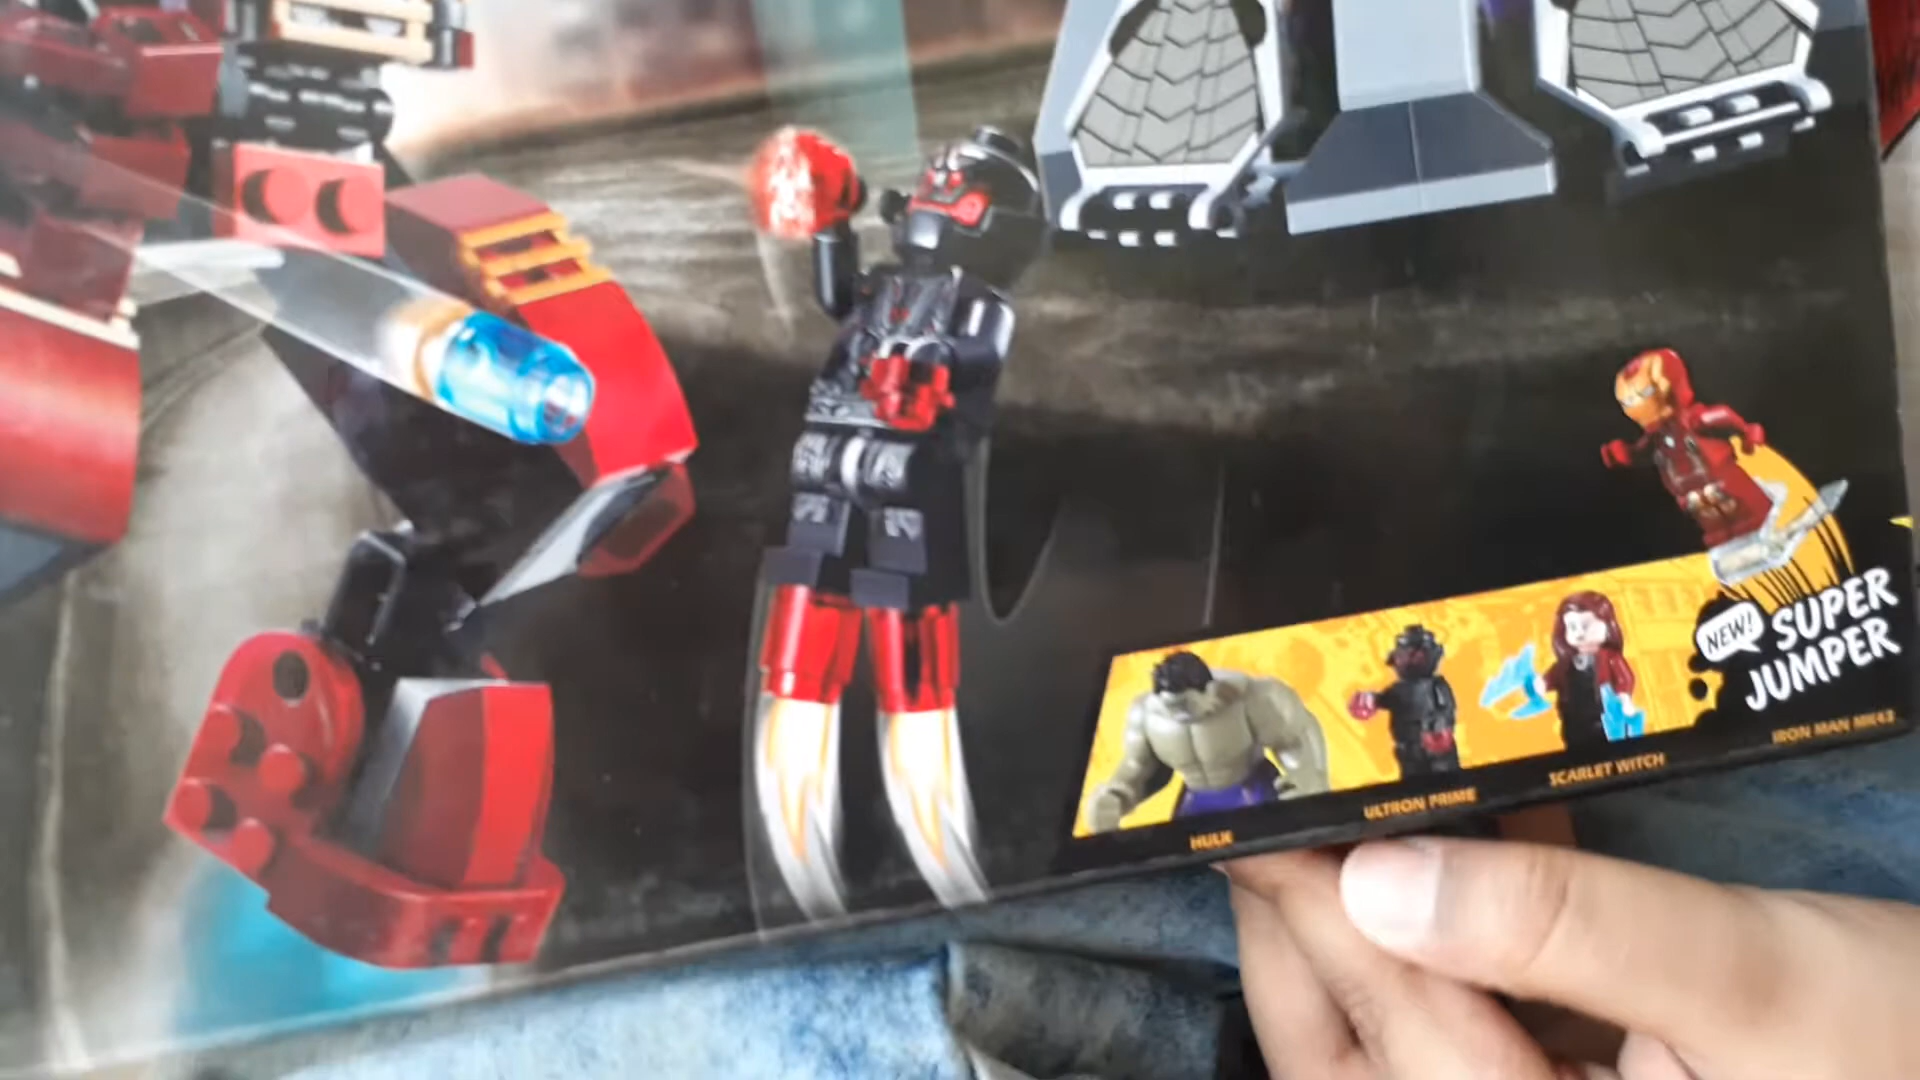 NEW!
SUPER
JUMPER
HULK
ULTRON PRIME
SCARLET WITCH
IRON MAN MK43